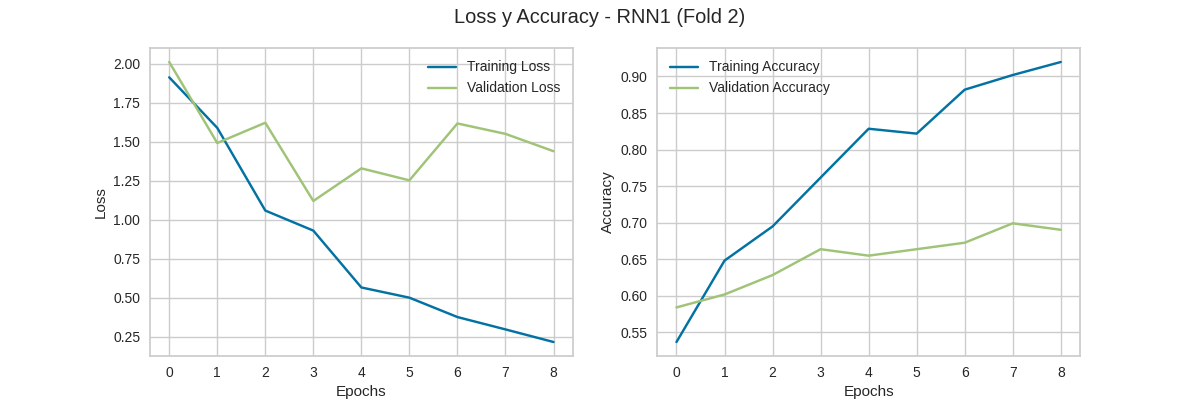 Loss y Accuracy - RNN1 (Fold 2)
Training Loss
Validation Loss
2.00
1.75
1.50
1.25
1.00
0.75
0.50
0.25
Loss
0 1 2 3 4 5 6 7 8
Epochs
Training Accuracy
Validation Accuracy
0.90
0.85
0.80
0.75
0.70
0.65
0.60
0.55
Accuracy
0 1 2 3 4 5 6 7 8
Epochs